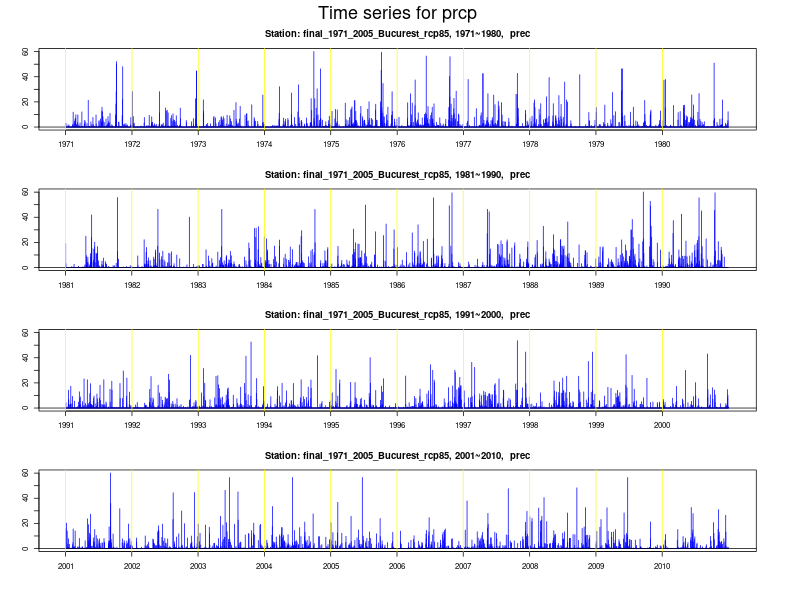 Time series for prcp
Station: final_1971_2005_Bucurest_rcp85, 1971~1980, prec
60
40
20
0
1971 1972 1973 1974 1975 1976 1977 1978 1979 1980
Station: final_1971_2005_Bucurest_rcp85, 1981~1990, prec
60
40
20
0
1981 1982 1983 1984 1985 1986 1987 1988 1989 1990
Station: final_1971_2005_Bucurest_rcp85, 1991~2000, prec
60
40
20
0
1991 1992 1993 1994 1995 1996 1997 1998 1999 2000
Station: final_1971_2005_Bucurest_rcp85, 2001~2010, prec
60
40
20
0
2001 2002 2003 2004 2005 2006 2007 2008 2009 2010